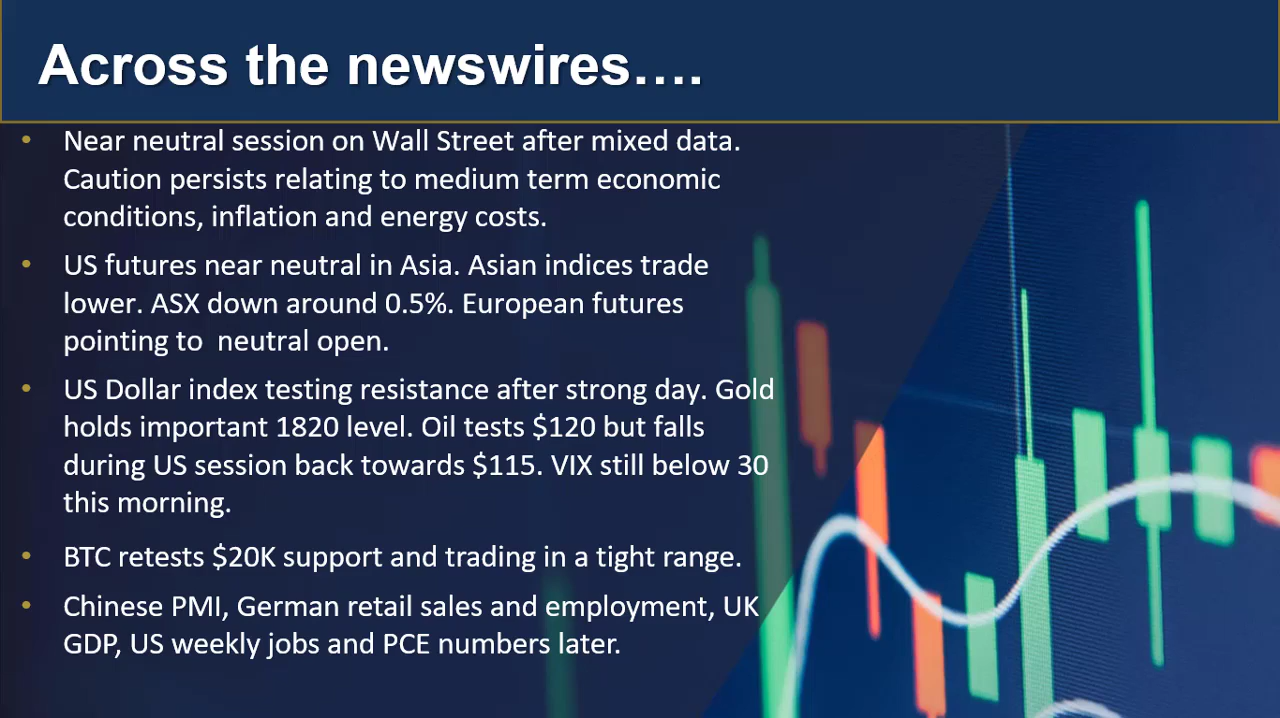 Across the newswires….
• Near neutral session on Wall Street after mixed data.
Caution persists relating to medium term economic
conditions, inflation and energy costs.
• US futures near neutral in Asia. Asian indices trade
lower. ASX down around 0.5%. European futures
pointing to  neutral open.
• US Dollar index testing resistance after strong day. Gold
holds important 1820 level. Oil tests $120 but falls
during US session back towards $115. VIX still below 30
this morning.
• BTC retests $20K support and trading in a tight range.
• Chinese PMI, German retail sales and employment, UK
GDP, US weekly jobs and PCE numbers later.